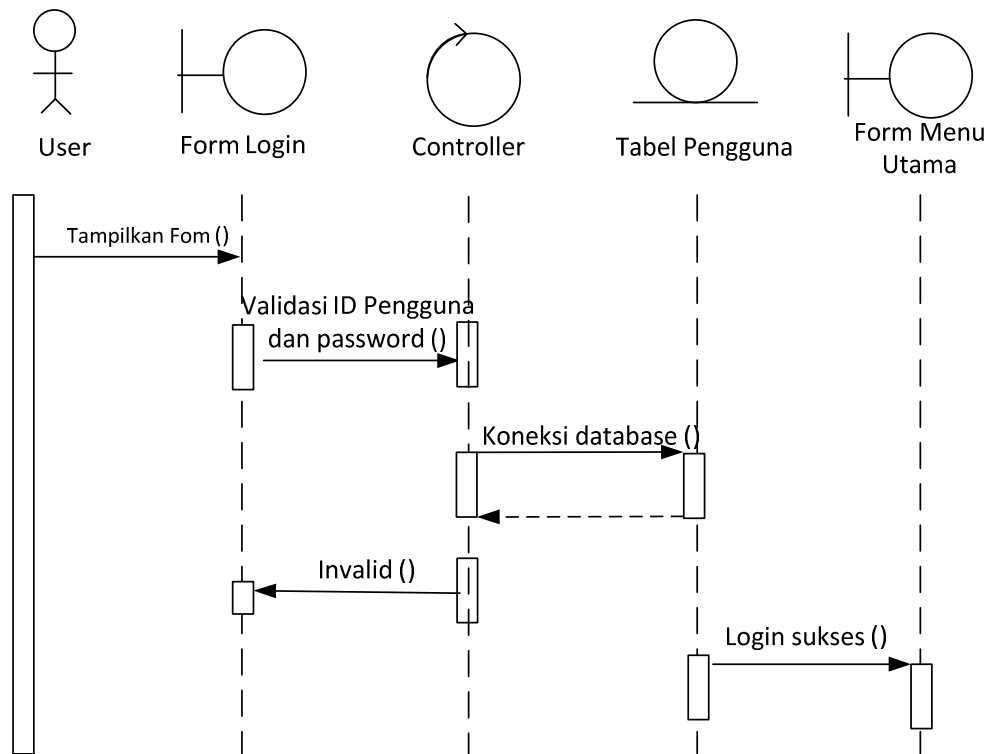 User
Form Login
Controller
Tabel Pengguna
Form Menu
Utama
Tampilkan Fom ()
Validasi ID Pengguna
dan password ()
Koneksi database ()
Invalid ()
Login sukses ()